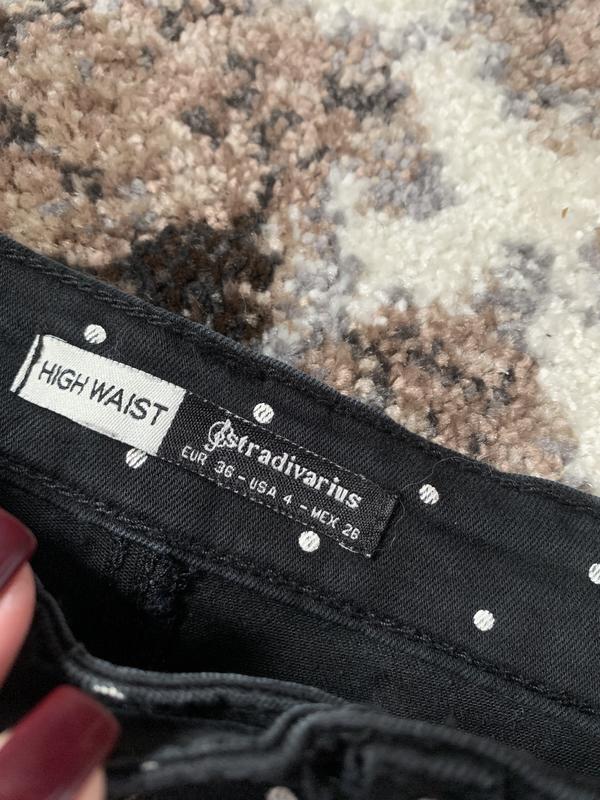 HIGH WAIST
stradivarius
EUR 36 - USA 4 - MEX 26